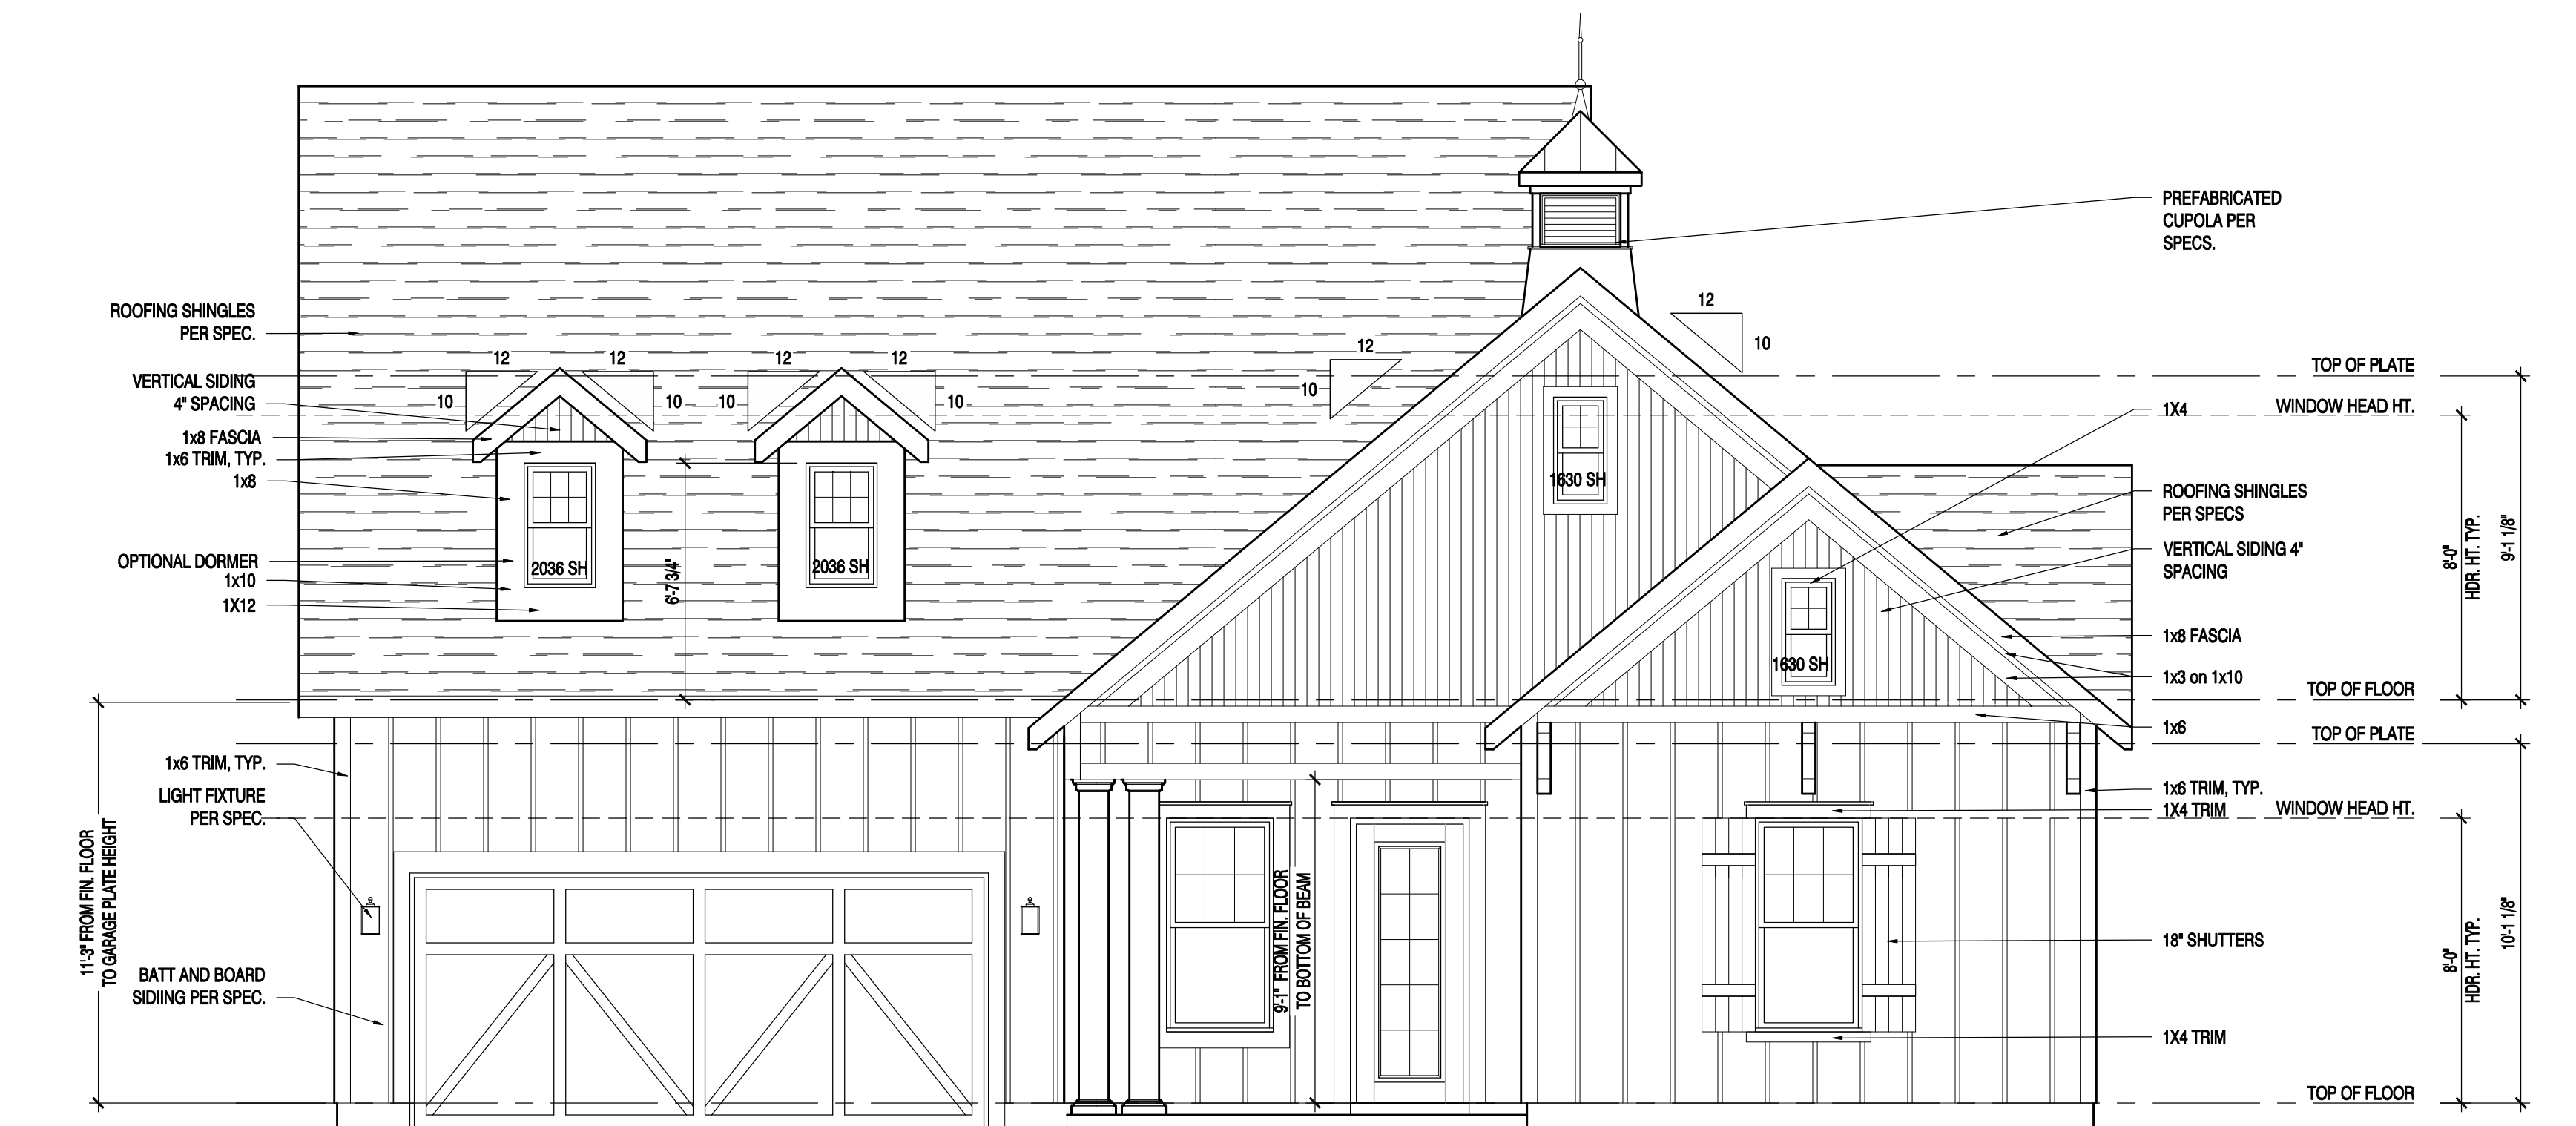 PREFABRICATED
CUPOLA PER
SPECS.
12
10
ROOFING SHINGLES
PER SPEC.
12
10
12
12
12
12
10
10
10
10
VERTICAL SIDING
4" SPACING
1x8 FASCIA
1x6 TRIM, TYP.
1x8
OPTIONAL DORMER
1x10
1X12
2036 SH
2036 SH
6'-7 3/4"
1630 SH
1630 SH
TOP OF PLATE
1X4
WINDOW HEAD HT.
ROOFING SHINGLES
PER SPECS
VERTICAL SIDING 4"
SPACING
1x8 FASCIA
1x3 on 1x10
TOP OF FLOOR
1x6
TOP OF PLATE
8'-0"
HDR. HT. TYP.
9'-1 1/8"
1x6 TRIM, TYP.
LIGHT FIXTURE
PER SPEC.
11'-3" FROM FIN. FLOOR
TO GARAGE PLATE HEIGHT
BATT AND BOARD
SIDIING PER SPEC.
9'-1" FROM FIN. FLOOR
TO BOTTOM OF BEAM
1x6 TRIM, TYP.
1X4 TRIM
WINDOW HEAD HT.
18" SHUTTERS
1X4 TRIM
TOP OF FLOOR
8'-0"
HDR. HT. TYP.
10'-1 1/8"